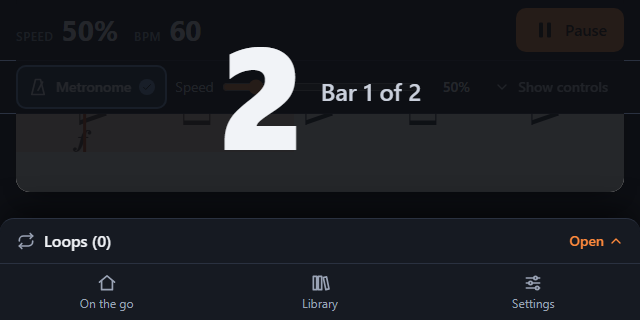 SPEED 50% BPM 60
Pause
2 Bar 1 of 2
Metronome Speed 50% Show controls
Loops (0) Open
On the go Library Settings